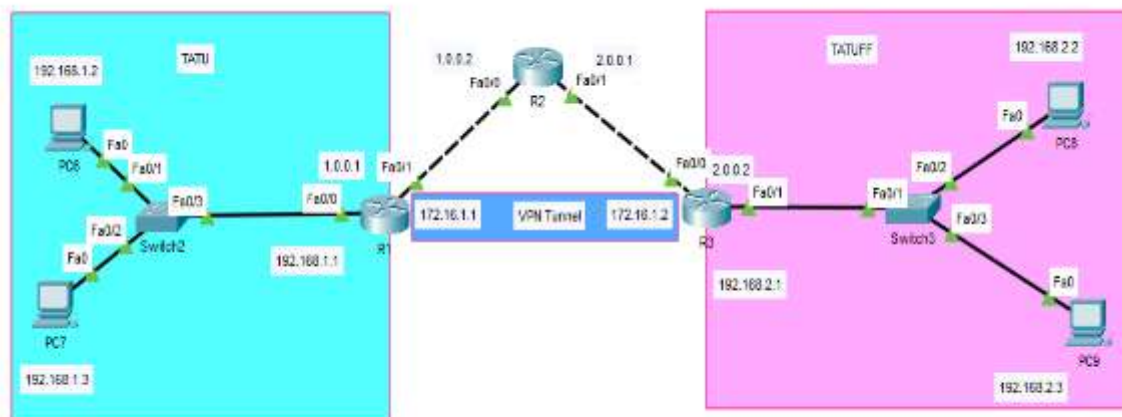 TATU
192.168.1.2
PC6
Fa0
Fa0/1
Fa0/2
Fa0
PC7
192.168.1.3
Switch2
Fa0/3
Fa0/0
1.0.0.1
Fa0/1
R1
192.168.1.1
1.0.0.2
Fa0/0
R2
2.0.0.1
Fa0/1
172.16.1.1
VPN Tunnel
172.16.1.2
Fa0/0
2.0.0.2
R3
Fa0/1
192.168.2.1
TATUFF
192.168.2.2
Fa0
PC8
Fa0/2
Fa0/1
Switch3
Fa0/3
Fa0
PC9
192.168.2.3